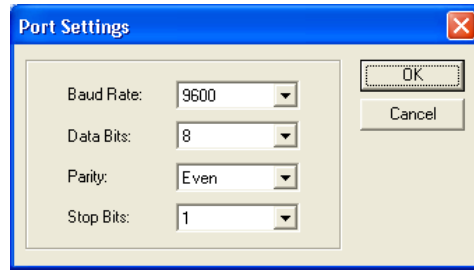 Port Settings
Baud Rate: 9600
Data Bits: 8
Parity: Even
Stop Bits: 1
OK
Cancel